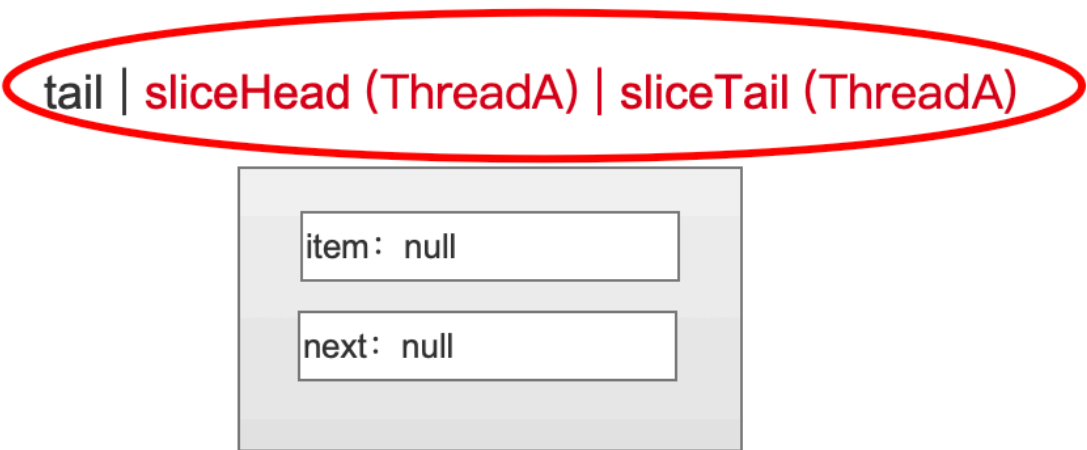 tail | sliceHead (ThreadA) | sliceTail (ThreadA)
item：null
next：null